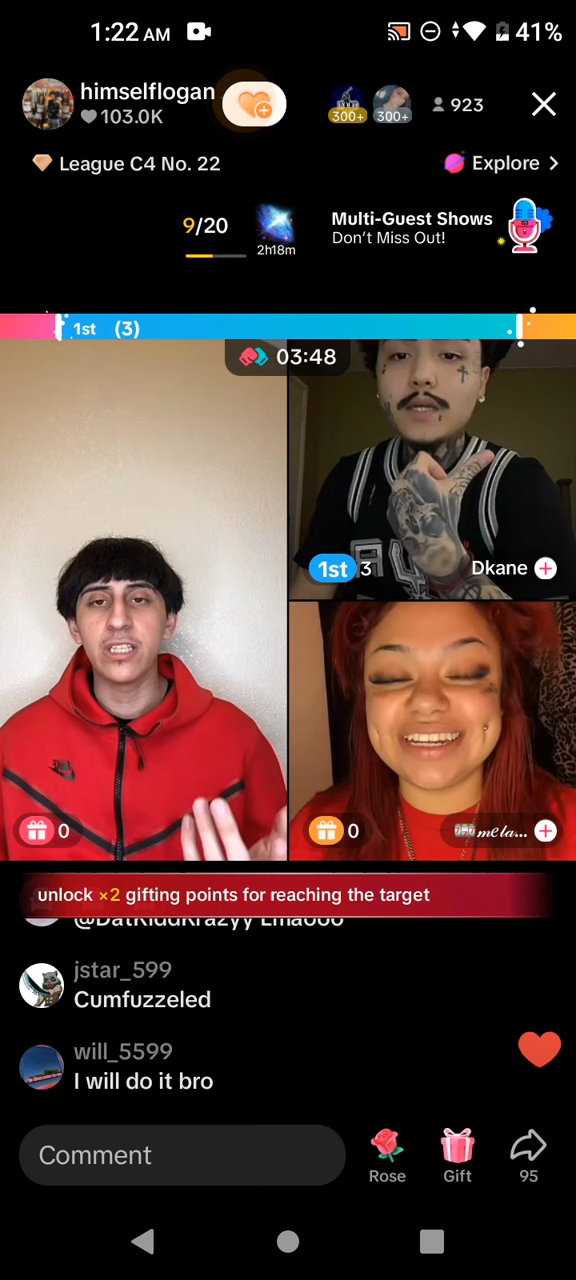 1:22 AM
41%
himselflogan
103.0K
300+
300+
923
League C4 No. 22
Explore >
9/20
2h18m
Multi-Guest Shows
Don't Miss Out!
1st (3)
03:48
1st 3
Dkane
0
0
unlock ×2 gifting points for reaching the target
@DatKiddKrazyy Lmaooo
jstar_599
Cumfuzzeled
will_5599
I will do it bro
Comment
Rose
Gift
95